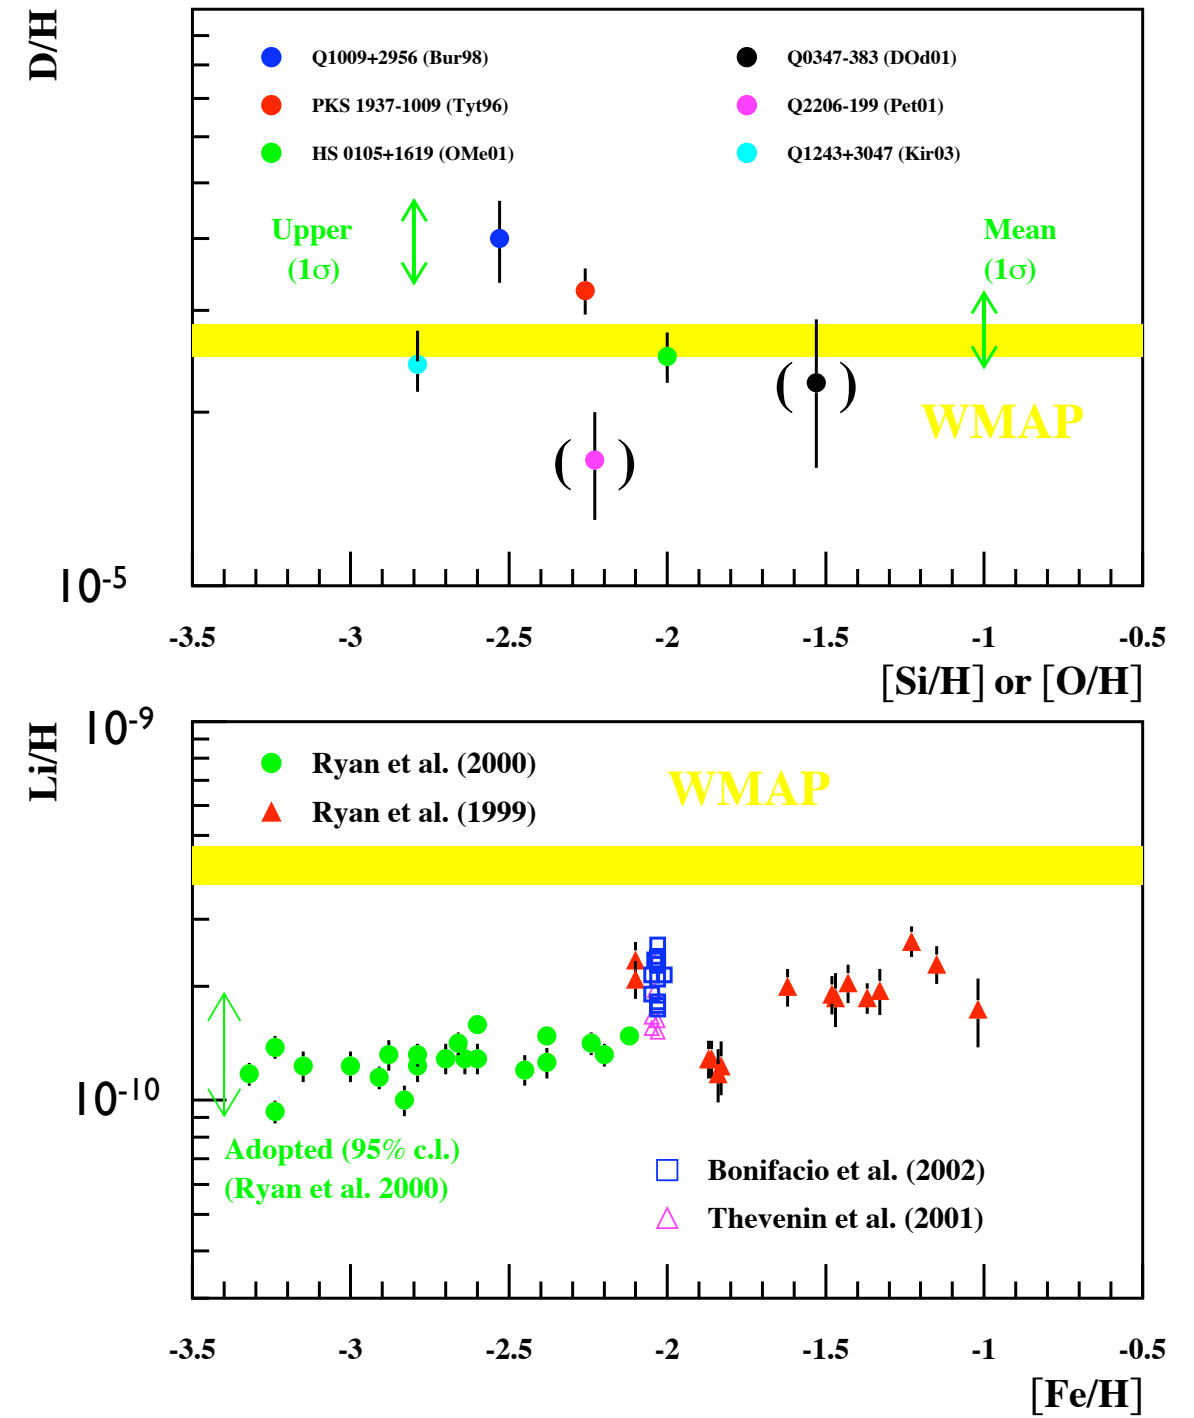 D/H
Q1009+2956 (Bur98)
Q0347-383 (DOd01)
PKS 1937-1009 (Tyt96)
Q2206-199 (Pet01)
HS 0105+1619 (OMe01)
Q1243+3047 (Kir03)
Upper
(1σ)
Mean
(1σ)
( )
WMAP
( )
10-5
-3.5 -3 -2.5 -2 -1.5 -1 -0.5
[Si/H] or [O/H]
Li/H
10-9
Ryan et al. (2000)
Ryan et al. (1999)
WMAP
10-10
Adopted (95% c.l.)
(Ryan et al. 2000)
Bonifacio et al. (2002)
Thevenin et al. (2001)
-3.5 -3 -2.5 -2 -1.5 -1 -0.5
[Fe/H]